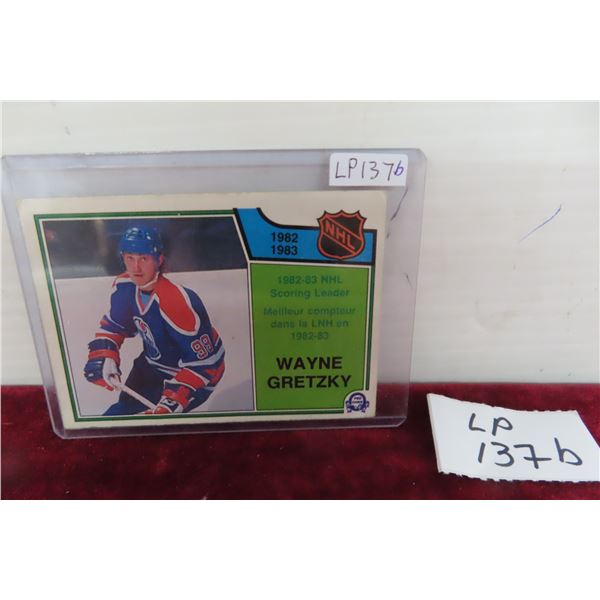 LP137b
1982
1983
NHL
1982-83 NHL
Scoring Leader
Meilleur compteur
dans la LNH en
1982-83
WAYNE
GRETZKY
99
LP
137b